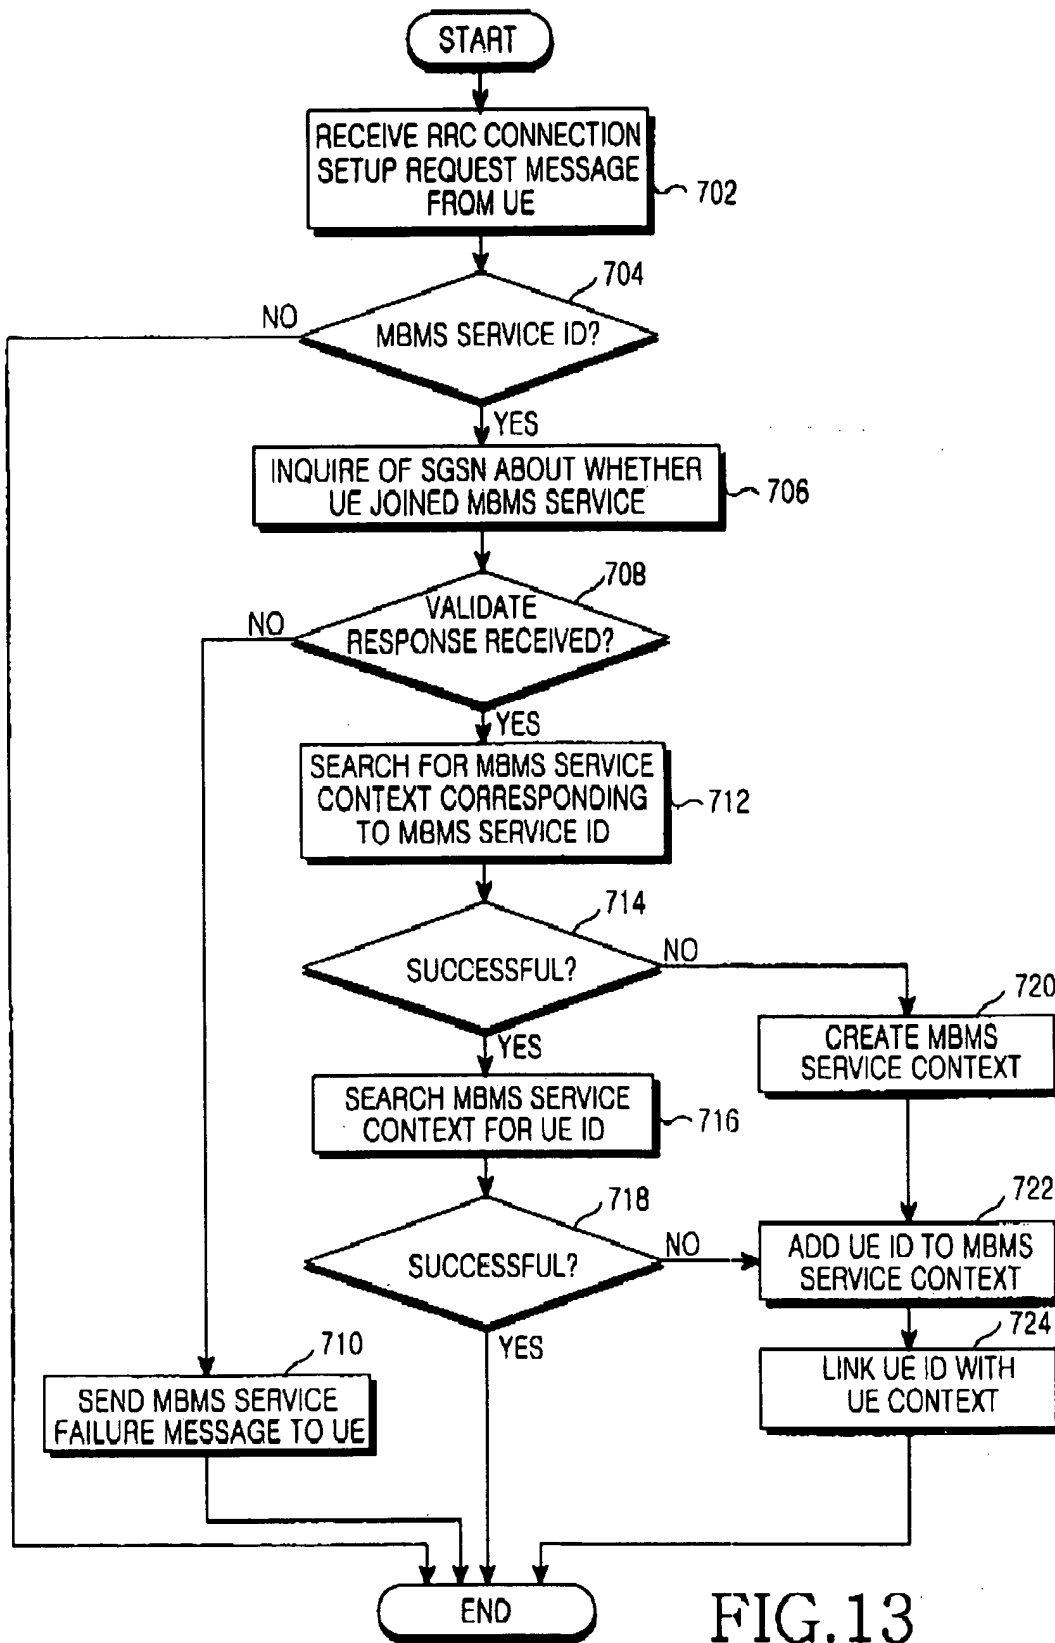 START
RECEIVE RRC CONNECTION
SETUP REQUEST MESSAGE
FROM UE
702
704
NO
MBMS SERVICE ID?
YES
INQUIRE OF SGSN ABOUT WHETHER
UE JOINED MBMS SERVICE
706
708
NO
VALIDATE
RESPONSE RECEIVED?
YES
SEARCH FOR MBMS SERVICE
CONTEXT CORRESPONDING
TO MBMS SERVICE ID
712
714
NO
SUCCESSFUL?
YES
720
CREATE MBMS
SERVICE CONTEXT
SEARCH MBMS SERVICE
CONTEXT FOR UE ID
716
718
NO
SUCCESSFUL?
YES
722
ADD UE ID TO MBMS
SERVICE CONTEXT
724
LINK UE ID WITH
UE CONTEXT
710
SEND MBMS SERVICE
FAILURE MESSAGE TO UE
END
FIG.13